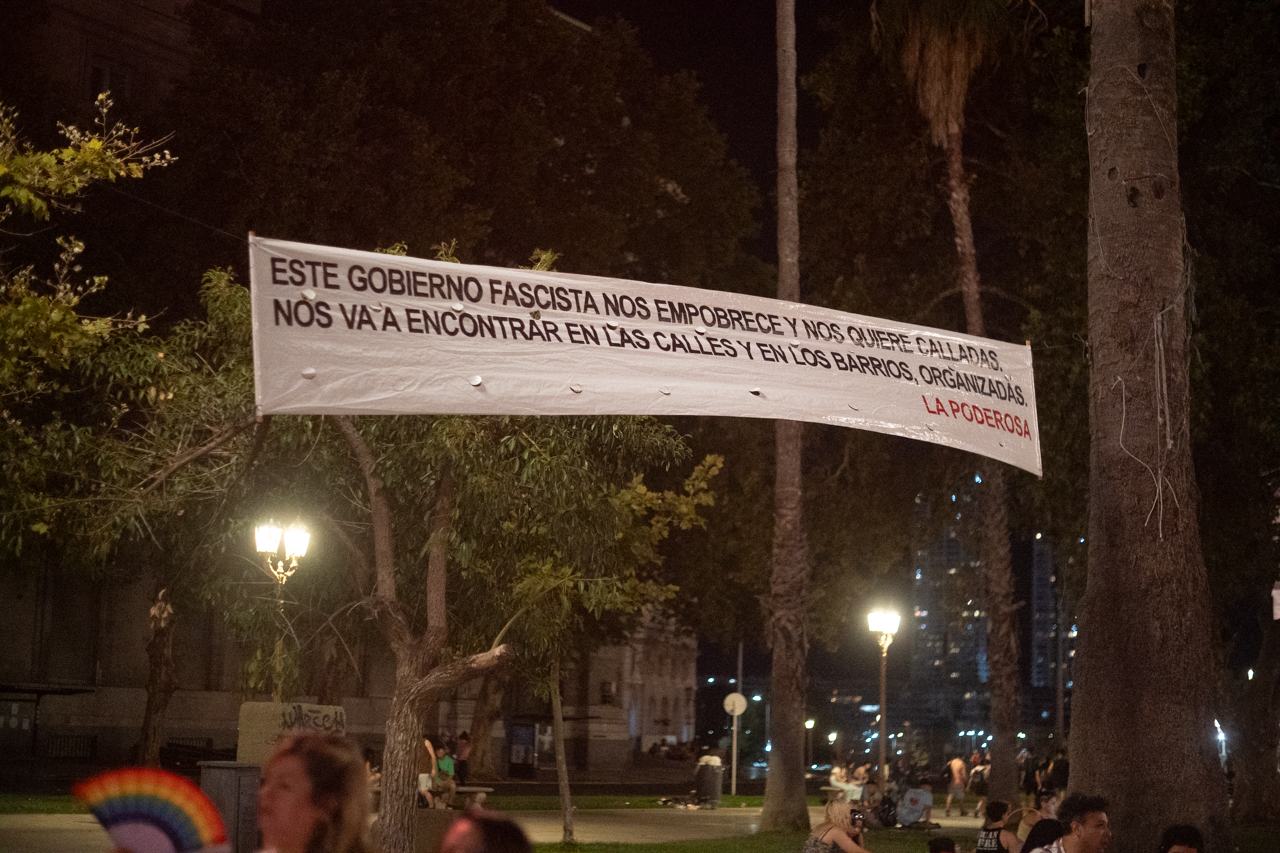 ESTE GOBIERNO FASCISTA NOS EMPOBRECE Y NOS QUIERE CALLADAS.
NOS VA A ENCONTRAR EN LAS CALLES Y EN LOS BARRIOS, ORGANIZADAS.
LA PODEROSA